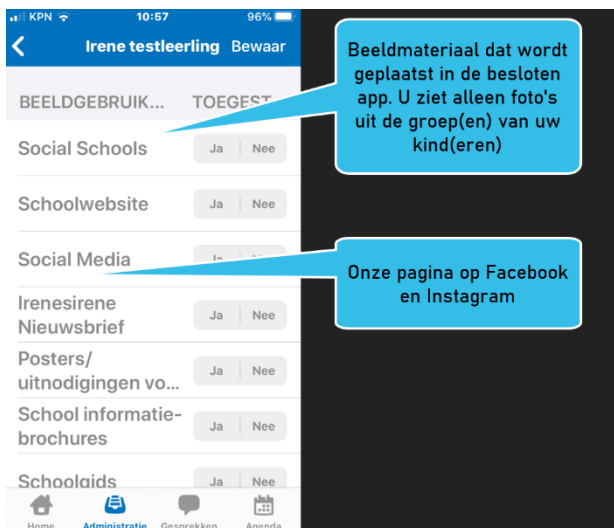 KPN 10:57 96%
Irene testleerling Bewaar
BEELDGEBRUIK... TOEGEST
Social Schools Ja Nee
Schoolwebsite Ja Nee
Social Media Ja
Irenesirene
Nieuwsbrief Ja Nee
Posters/
uitnodigingen vo... Ja Nee
School informatie-
brochures Ja Nee
Schoolgids Ja Nee
Home Administratie Gesprekken Agenda
Beeldmateriaal dat wordt
geplaatst in de besloten
app. U ziet alleen foto's
uit de groep(en) van uw
kind(eren)
Onze pagina op Facebook
en Instagram